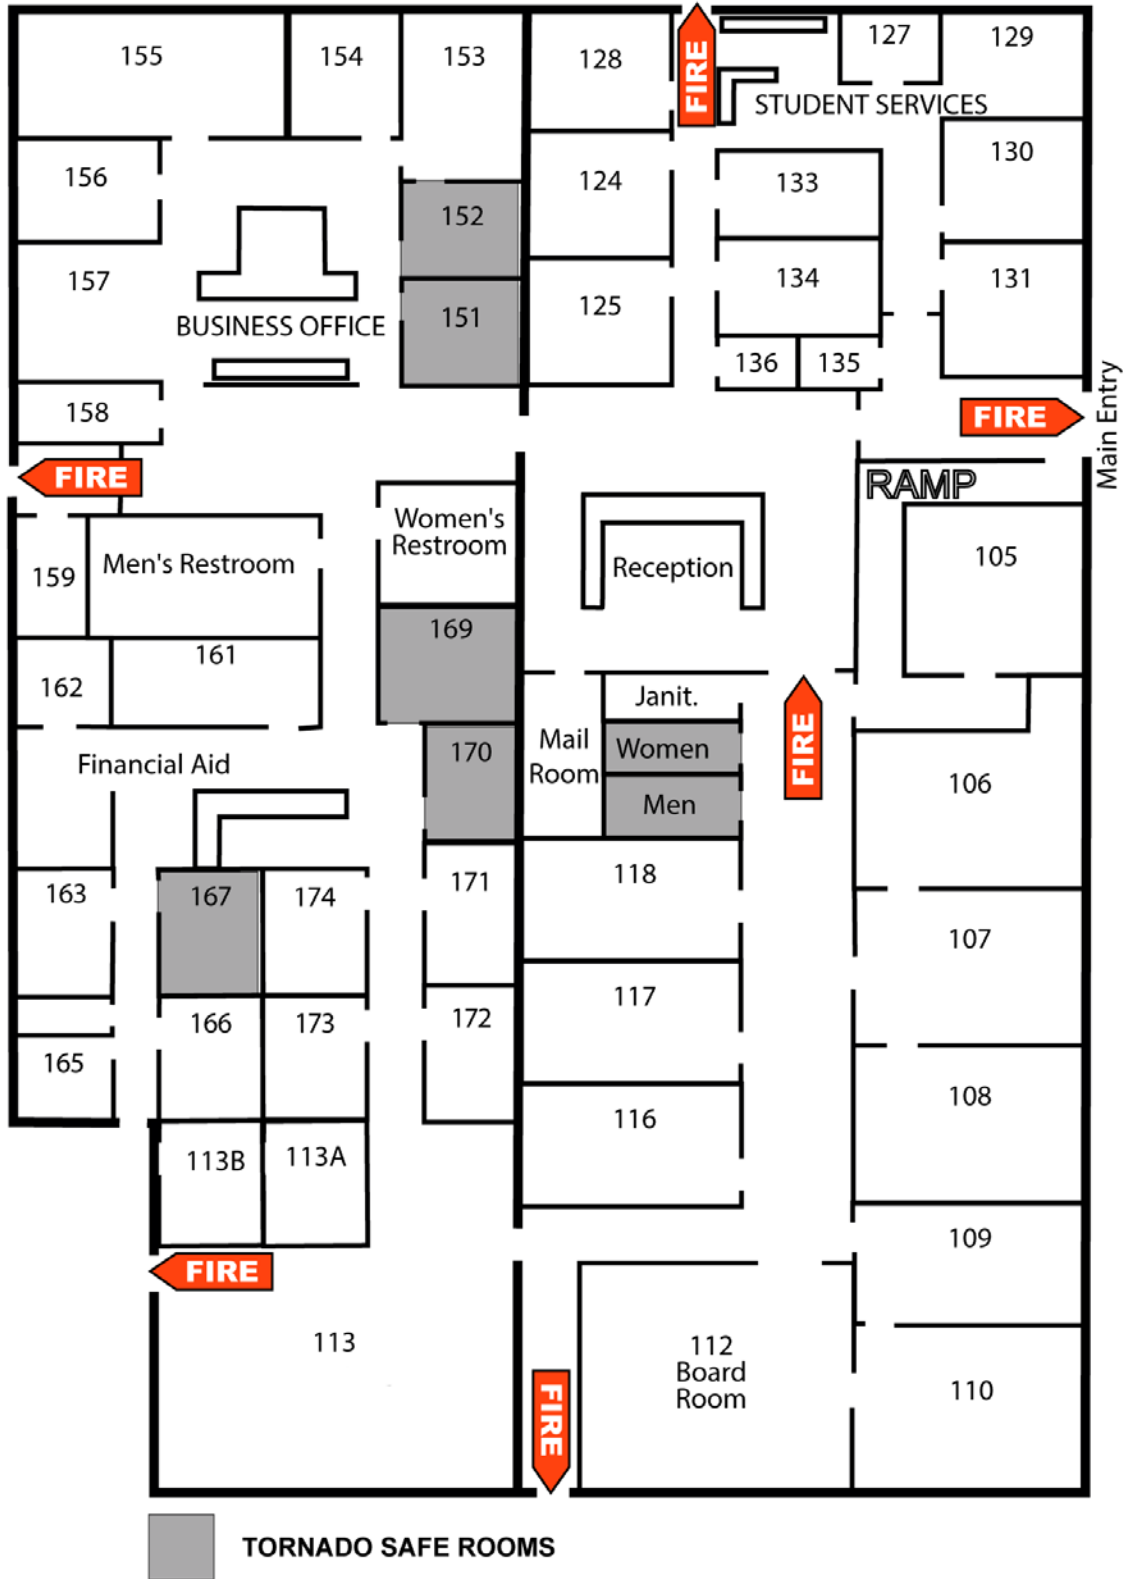 155
154
153
128
FIRE
127
129
STUDENT SERVICES
156
152
124
133
130
157
151
125
134
131
BUSINESS OFFICE
136
135
158
FIRE
Main Entry
FIRE
RAMP
Women's
Restroom
159
Men's Restroom
Reception
105
169
161
162
Janit.
Financial Aid
170
Mail
Room
Women
Men
FIRE
106
163
167
174
171
118
107
166
173
172
117
165
108
113B
113A
116
FIRE
109
113
112
Board
Room
FIRE
110
TORNADO SAFE ROOMS